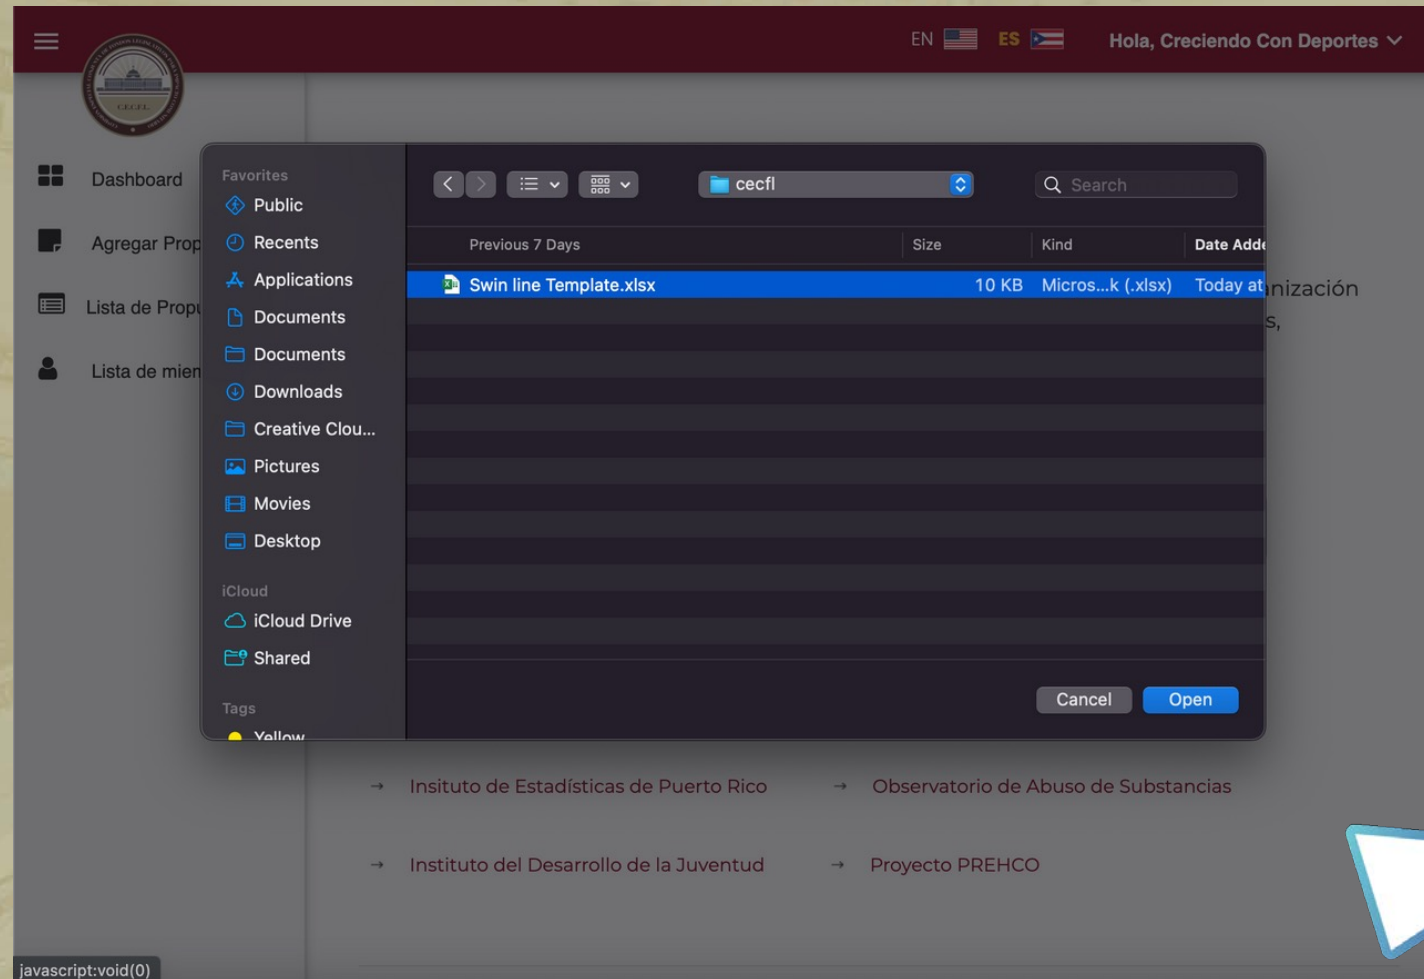 EN ES Hola, Creciendo Con Deportes
CECFL
Dashboard
Agregar Prop
Lista de Propu
Lista de mien
Favorites
Public
Recents
Applications
Documents
Documents
Downloads
Creative Clou...
Pictures
Movies
Desktop
iCloud
iCloud Drive
Shared
Tags
Yellow
cecfl
Search
Previous 7 Days Size Kind Date Adde
Swin line Template.xlsx 10 KB Micros...k (.xlsx) Today at
nización
s,
Cancel Open
→ Insituto de Estadísticas de Puerto Rico → Observatorio de Abuso de Substancias
→ Instituto del Desarrollo de la Juventud → Proyecto PREHCO
javascript:void(0)